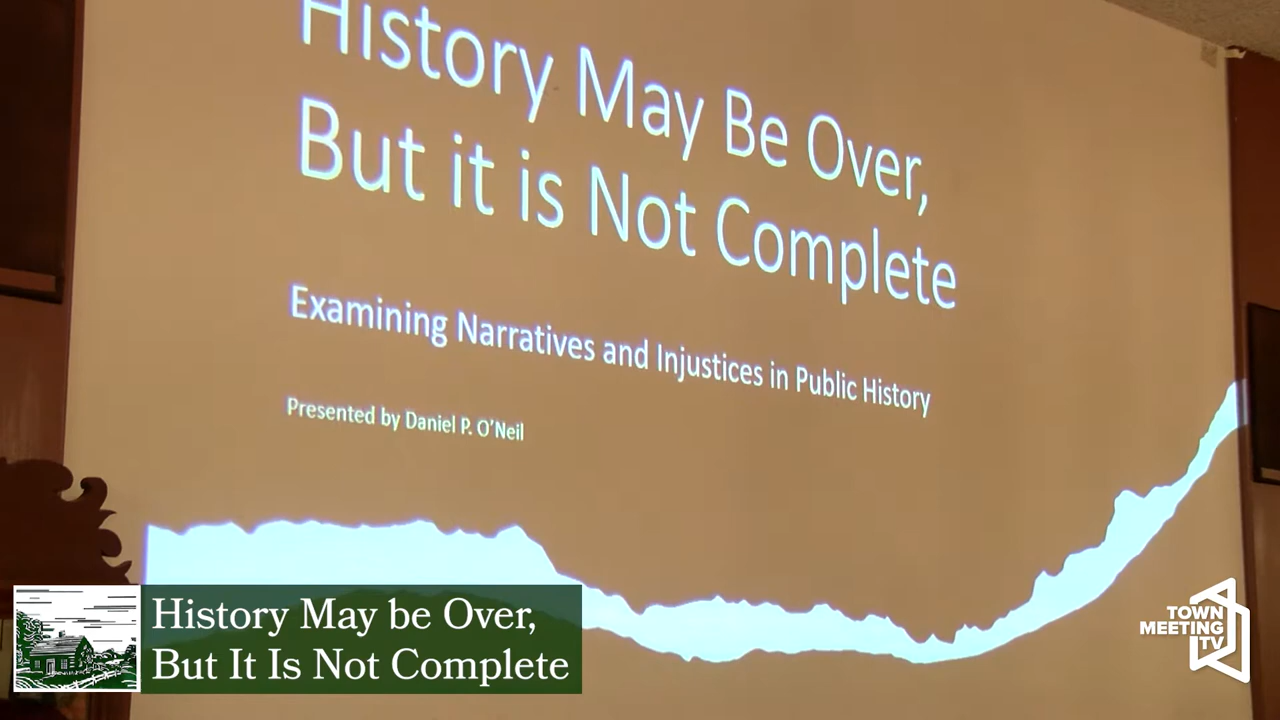 History May Be Over,
But it is Not Complete
Examining Narratives and Injustices in Public History
Presented by Daniel P. O'Neil
History May be Over,
But It Is Not Complete
TOWN
MEETING
TV